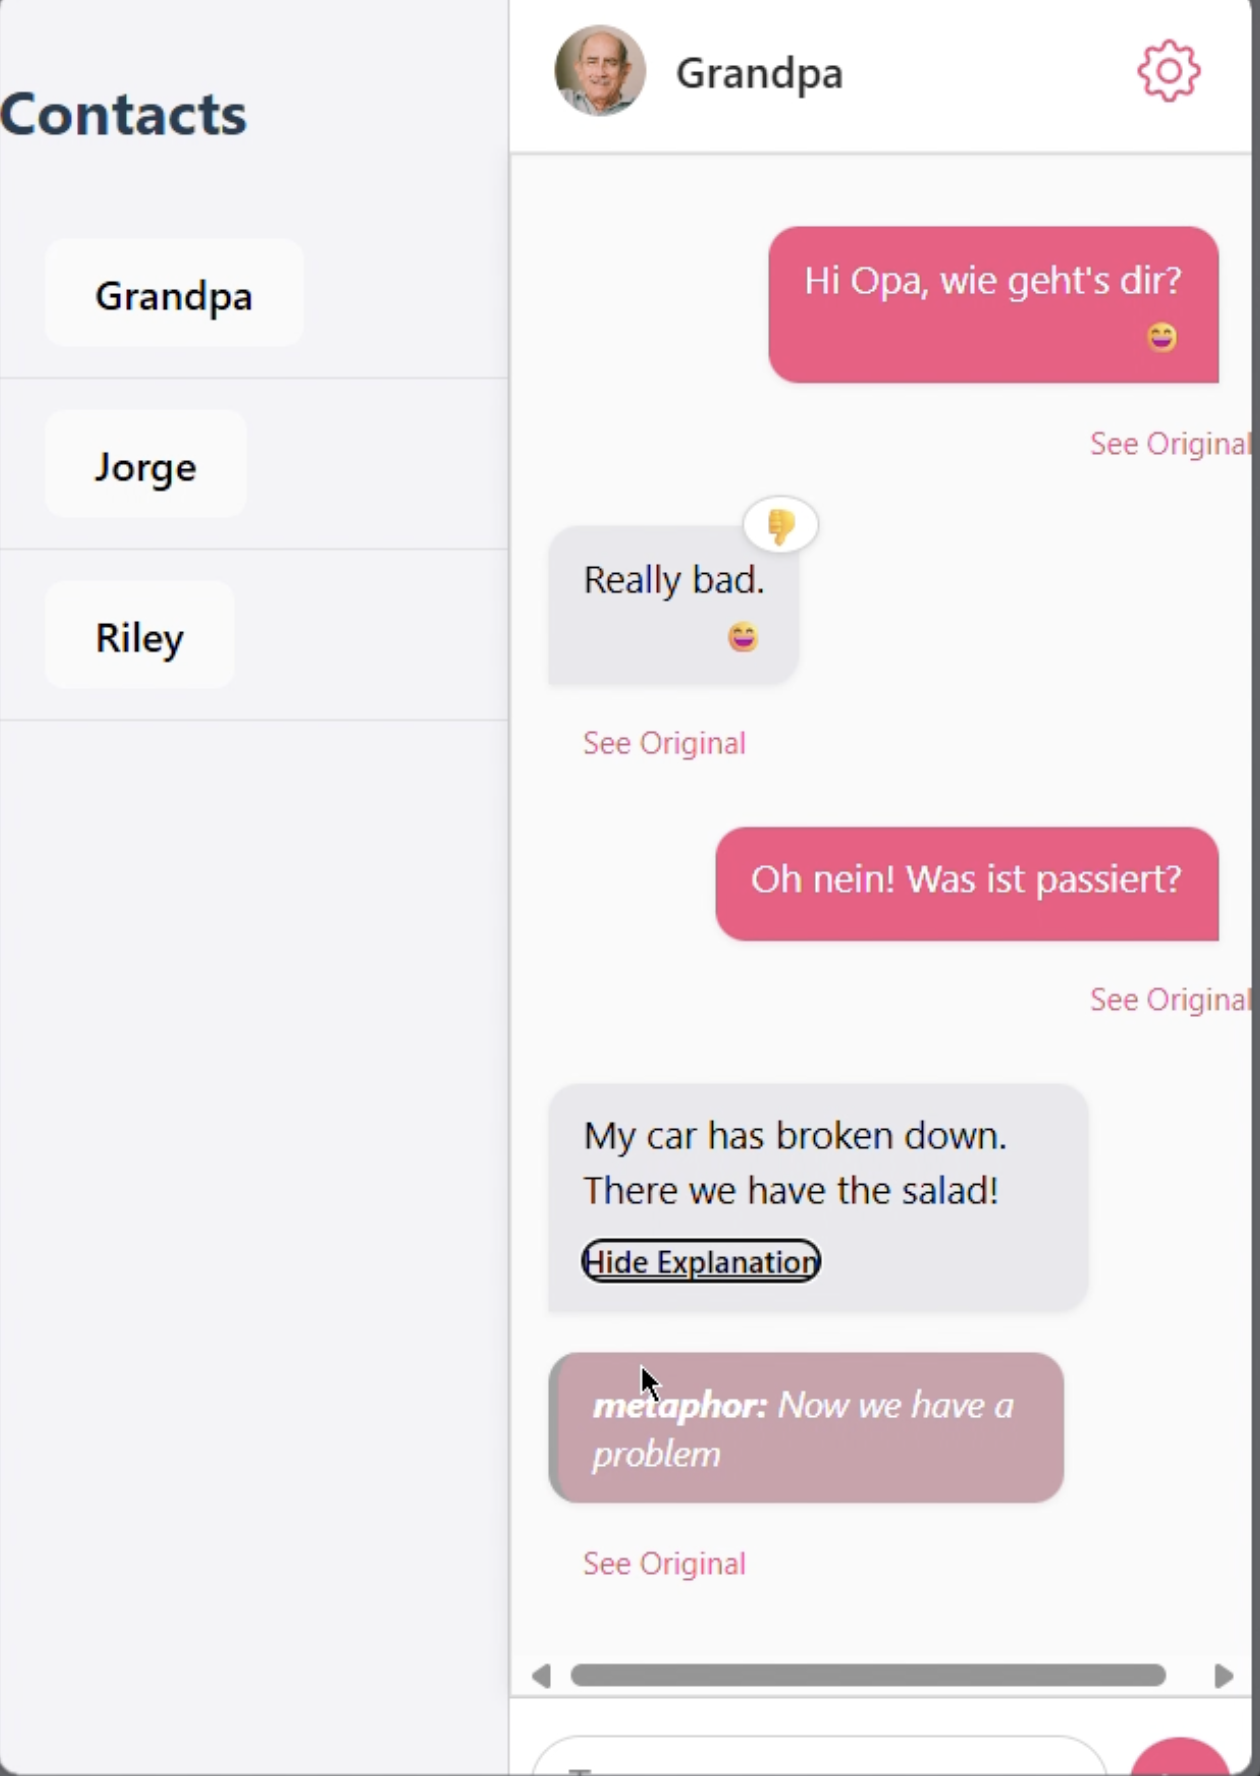 Contacts
Grandpa
Jorge
Riley
Grandpa
Hi Opa, wie geht's dir?
😄
See Original
👎
Really bad.
😄
See Original
Oh nein! Was ist passiert?
See Original
My car has broken down.
There we have the salad!
Hide Explanation
metaphor: Now we have a
problem
See Original